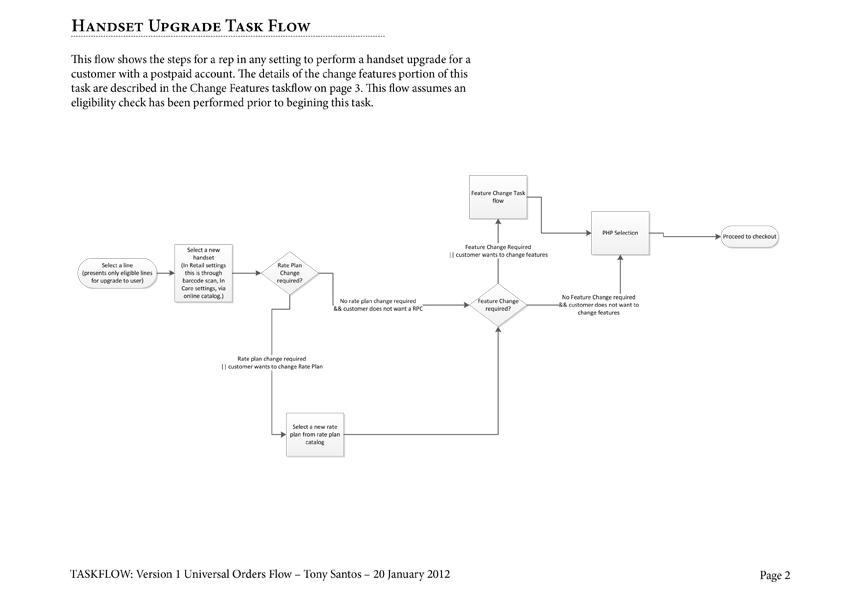 Handset Upgrade Task Flow
This flow shows the steps for a rep in any setting to perform a handset upgrade for a
customer with a postpaid account. The details of the change features portion of this
task are described in the Change Features taskflow on page 3. This flow assumes an
eligibility check has been performed prior to begining this task.
Feature Change Task
flow
PHP Selection
Proceed to checkout
Select a line
(presents only eligible lines
for upgrade to user)
Select a new
handset
(In Retail settings
this is through
barcode scan, In
Core settings, via
online catalog.)
Rate Plan
Change
required?
Feature Change Required
|| customer wants to change features
No rate plan change required
&& customer does not want a RPC
Feature Change
required?
No Feature Change required
&& customer does not want to
change features
Rate plan change required
|| customer wants to change Rate Plan
Select a new rate
plan from rate plan
catalog
TASKFLOW: Version 1 Universal Orders Flow – Tony Santos – 20 January 2012
Page 2